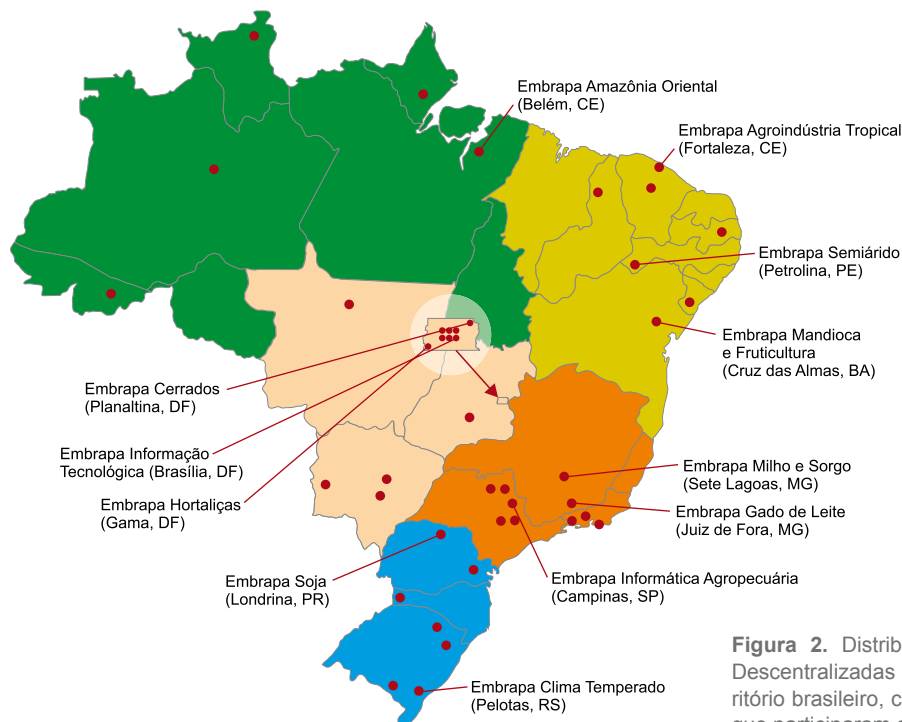 Embrapa Amazônia Oriental
(Belém, CE)
Embrapa Agroindústria Tropical
(Fortaleza, CE)
Embrapa Semiárido
(Petrolina, PE)
Embrapa Mandioca
e Fruticultura
(Cruz das Almas, BA)
Embrapa Cerrados
(Planaltina, DF)
Embrapa Informação
Tecnológica (Brasília, DF)
Embrapa Hortaliças
(Gama, DF)
Embrapa Milho e Sorgo
(Sete Lagoas, MG)
Embrapa Gado de Leite
(Juiz de Fora, MG)
Embrapa Soja
(Londrina, PR)
Embrapa Informática Agropecuária
(Campinas, SP)
Embrapa Clima Temperado
(Pelotas, RS)
Figura 2. Distrib
Descentralizadas
ritório brasileiro, c